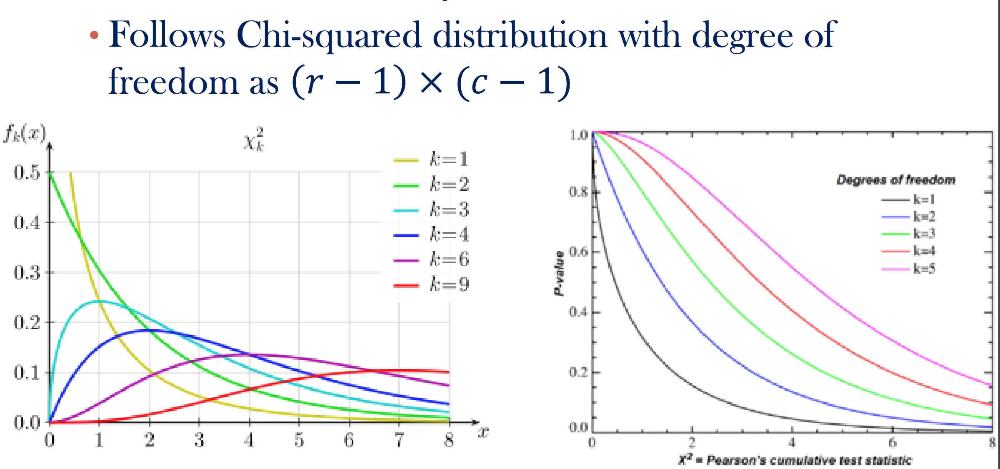 • Follows Chi-squared distribution with degree of
freedom as (r − 1) × (c − 1)
fₖ(x)
χ²ₖ
0.5
0.4
0.3
0.2
0.1
0.0
0 1 2 3 4 5 6 7 8
x
k=1
k=2
k=3
k=4
k=6
k=9
1.0
0.8
0.6
0.4
0.2
0.0
P-value
Degrees of freedom
k=1
k=2
k=3
k=4
k=5
0 2 4 6 8
χ² = Pearson's cumulative test statistic